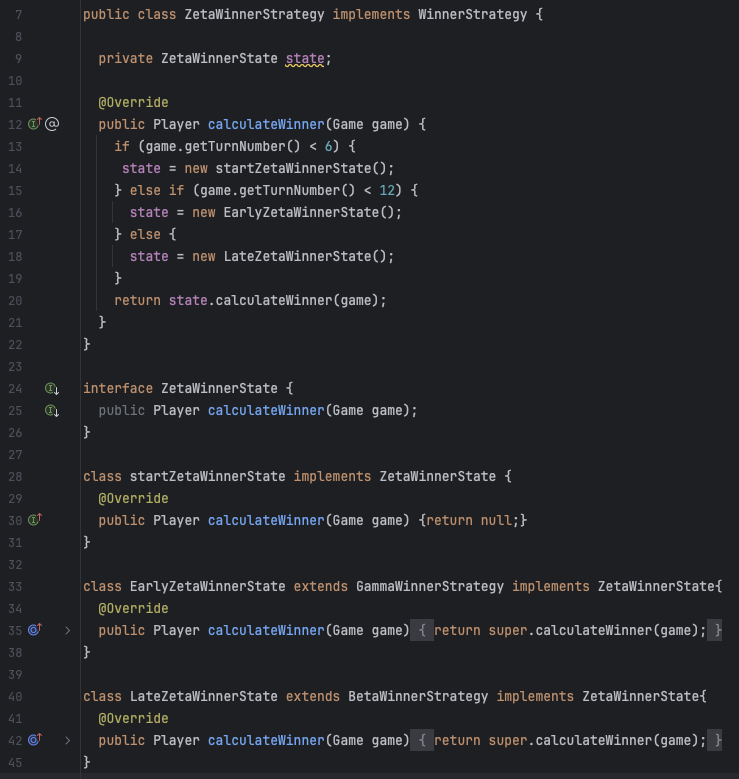 7 public class ZetaWinnerStrategy implements WinnerStrategy {
8
9 private ZetaWinnerState state;
10
11 @Override
12 @ public Player calculateWinner(Game game) {
13 if (game.getTurnNumber() < 6) {
14 state = new startZetaWinnerState();
15 } else if (game.getTurnNumber() < 12) {
16 state = new EarlyZetaWinnerState();
17 } else {
18 state = new LateZetaWinnerState();
19 }
20 return state.calculateWinner(game);
21 }
22 }
23
24 interface ZetaWinnerState {
25 public Player calculateWinner(Game game);
26 }
27
28 class startZetaWinnerState implements ZetaWinnerState {
29 @Override
30 public Player calculateWinner(Game game) {return null;}
31 }
32
33 class EarlyZetaWinnerState extends GammaWinnerStrategy implements ZetaWinnerState{
34 @Override
35 public Player calculateWinner(Game game) { return super.calculateWinner(game); }
38 }
39
40 class LateZetaWinnerState extends BetaWinnerStrategy implements ZetaWinnerState{
41 @Override
42 public Player calculateWinner(Game game) { return super.calculateWinner(game); }
45 }